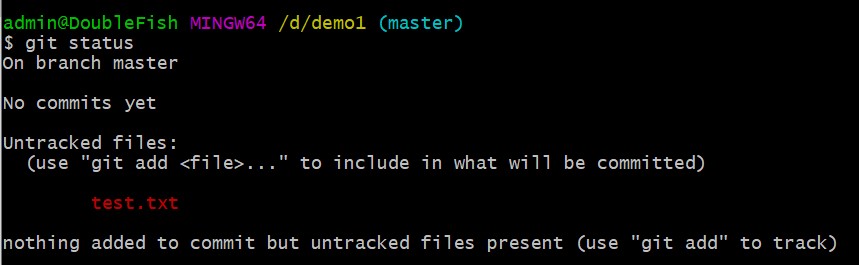 admin@DoubleFish MINGW64 /d/demo1 (master)
$ git status
On branch master
No commits yet
Untracked files:
(use "git add <file>..." to include in what will be committed)
test.txt
nothing added to commit but untracked files present (use "git add" to track)